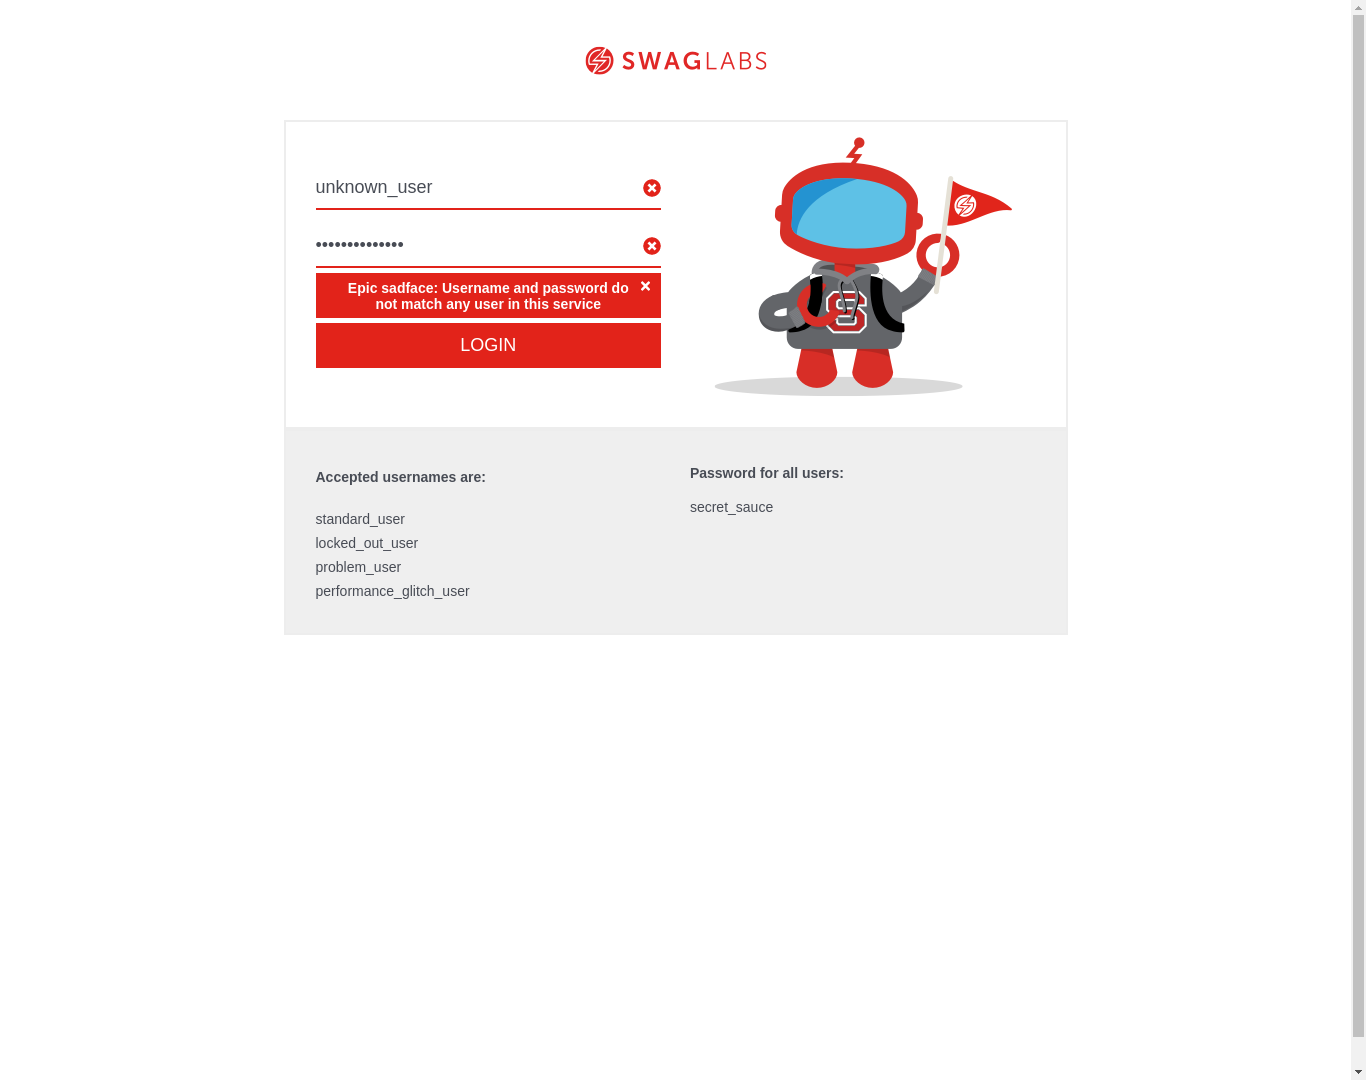 SWAGLABS
unknown_user
••••••••••••••
Epic sadface: Username and password do
not match any user in this service
LOGIN
S
Accepted usernames are:
standard_user
locked_out_user
problem_user
performance_glitch_user
Password for all users:
secret_sauce